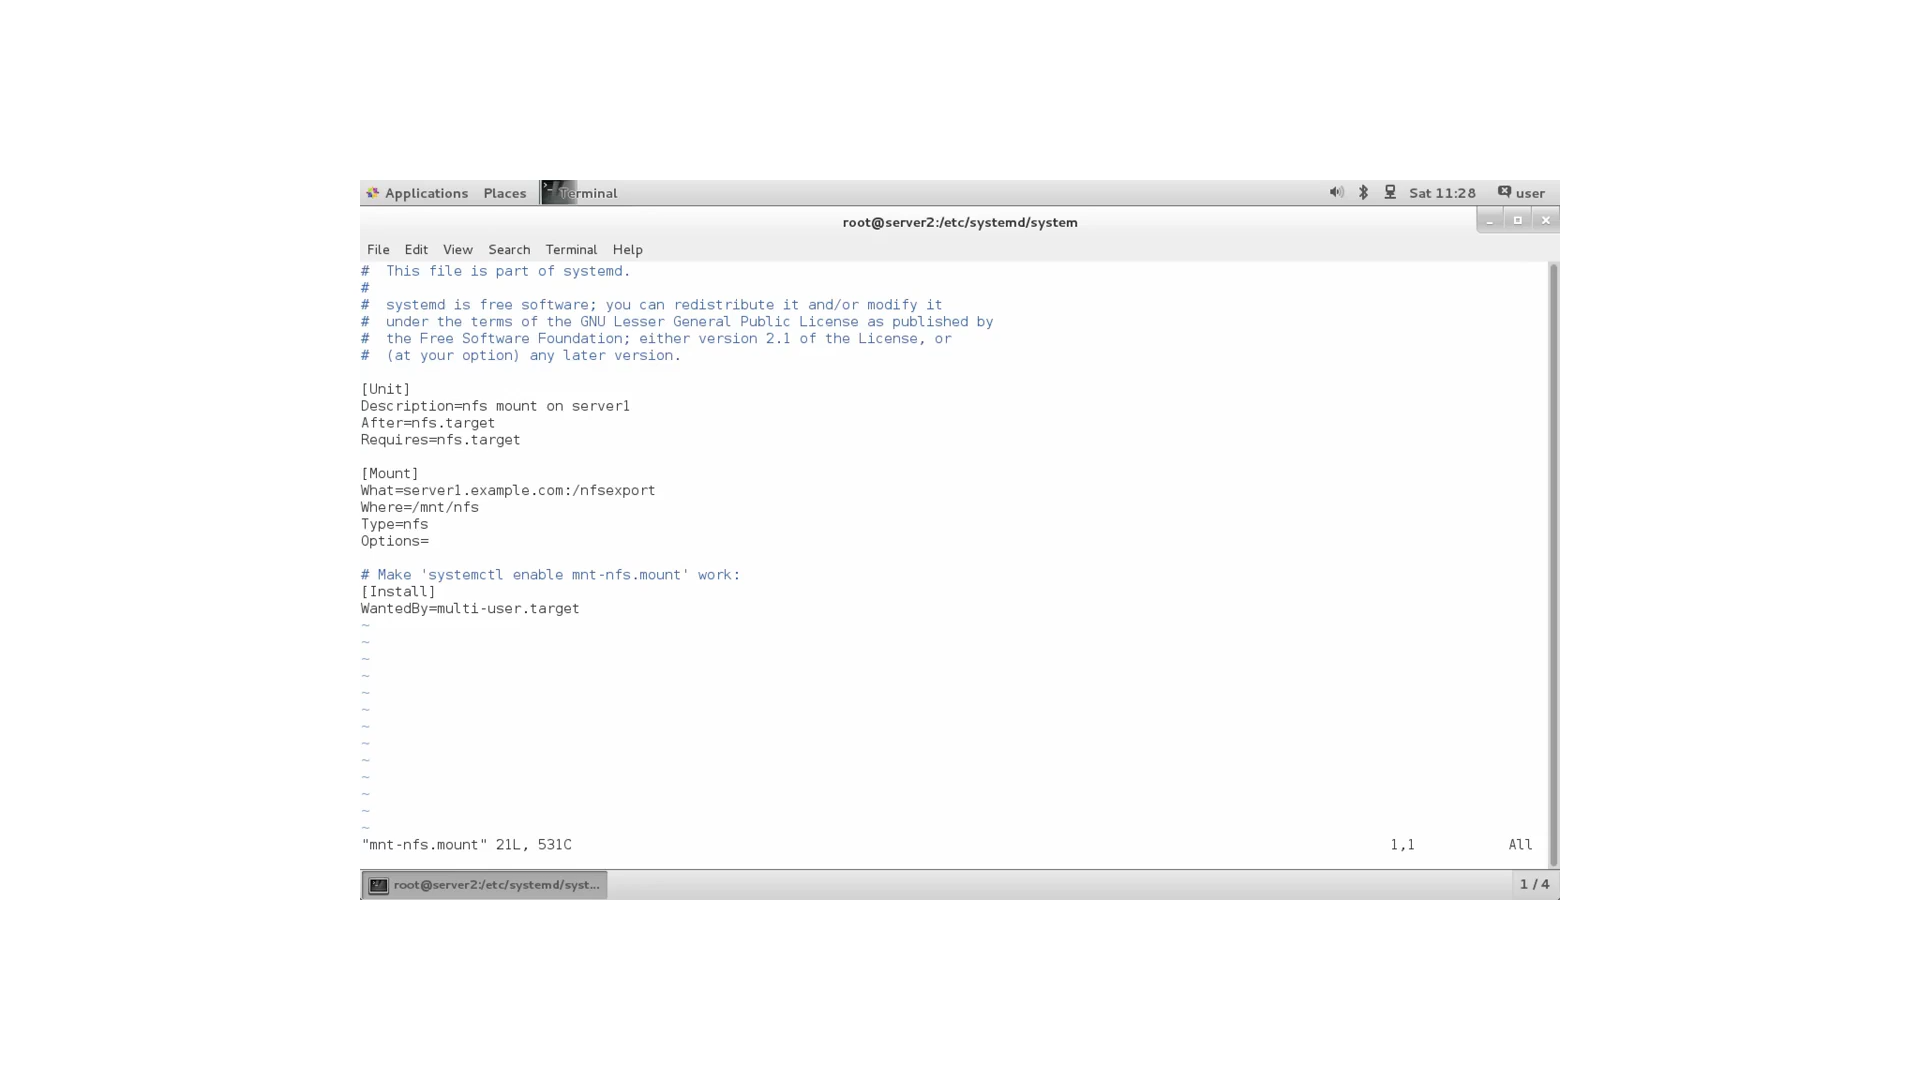 Applications Places Terminal Sat 11:28 user
root@server2:/etc/systemd/system
File Edit View Search Terminal Help
#  This file is part of systemd.
#
#  systemd is free software; you can redistribute it and/or modify it
#  under the terms of the GNU Lesser General Public License as published by
#  the Free Software Foundation; either version 2.1 of the License, or
#  (at your option) any later version.
[Unit]
Description=nfs mount on server1
After=nfs.target
Requires=nfs.target
[Mount]
What=server1.example.com:/nfsexport
Where=/mnt/nfs
Type=nfs
Options=
# Make 'systemctl enable mnt-nfs.mount' work:
[Install]
WantedBy=multi-user.target
~
~
~
~
~
~
~
~
~
~
~
~
~
"mnt-nfs.mount" 21L, 531C 1,1 All
root@server2:/etc/systemd/syst... 1 / 4